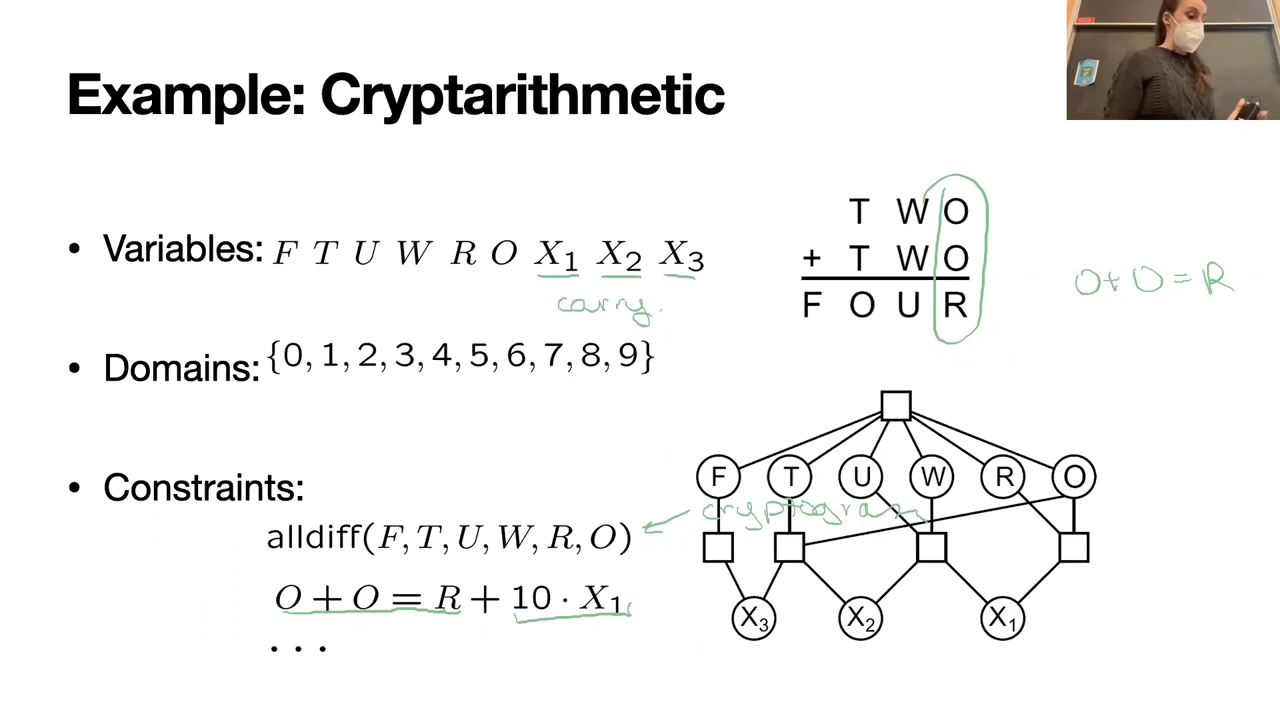 Example: Cryptarithmetic
• Variables: F T U W R O X₁ X₂ X₃
carry.
• Domains: {0, 1, 2, 3, 4, 5, 6, 7, 8, 9}
• Constraints:
alldiff(F, T, U, W, R, O)
O + O = R + 10 · X₁
. . .
T W O
+ T W O
F O U R
O + O = R
F T U W R O
cryptogram
X₃ X₂ X₁